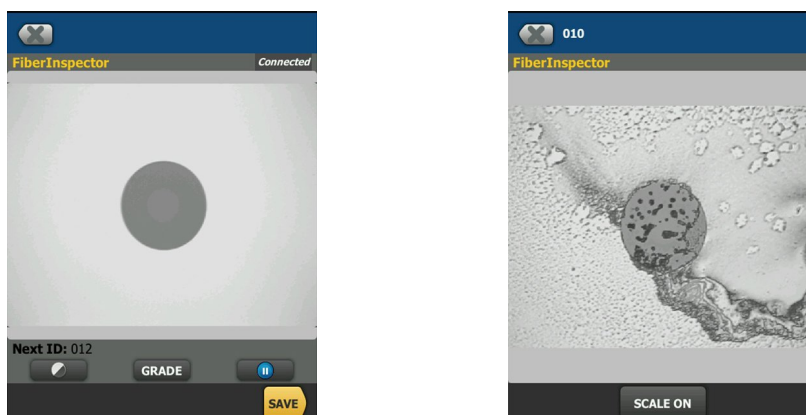 FiberInspector
Connected
Next ID: 012
GRADE
SAVE
010
FiberInspector
SCALE ON